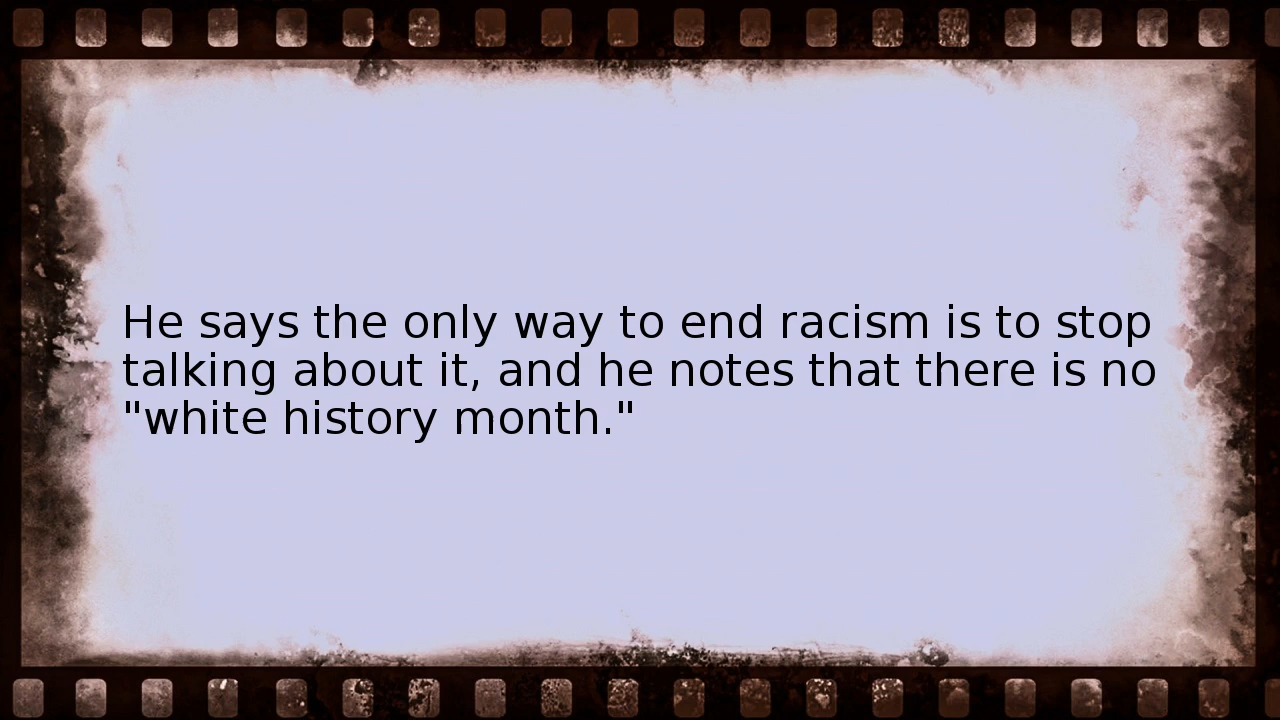 He says the only way to end racism is to stop
talking about it, and he notes that there is no
"white history month."